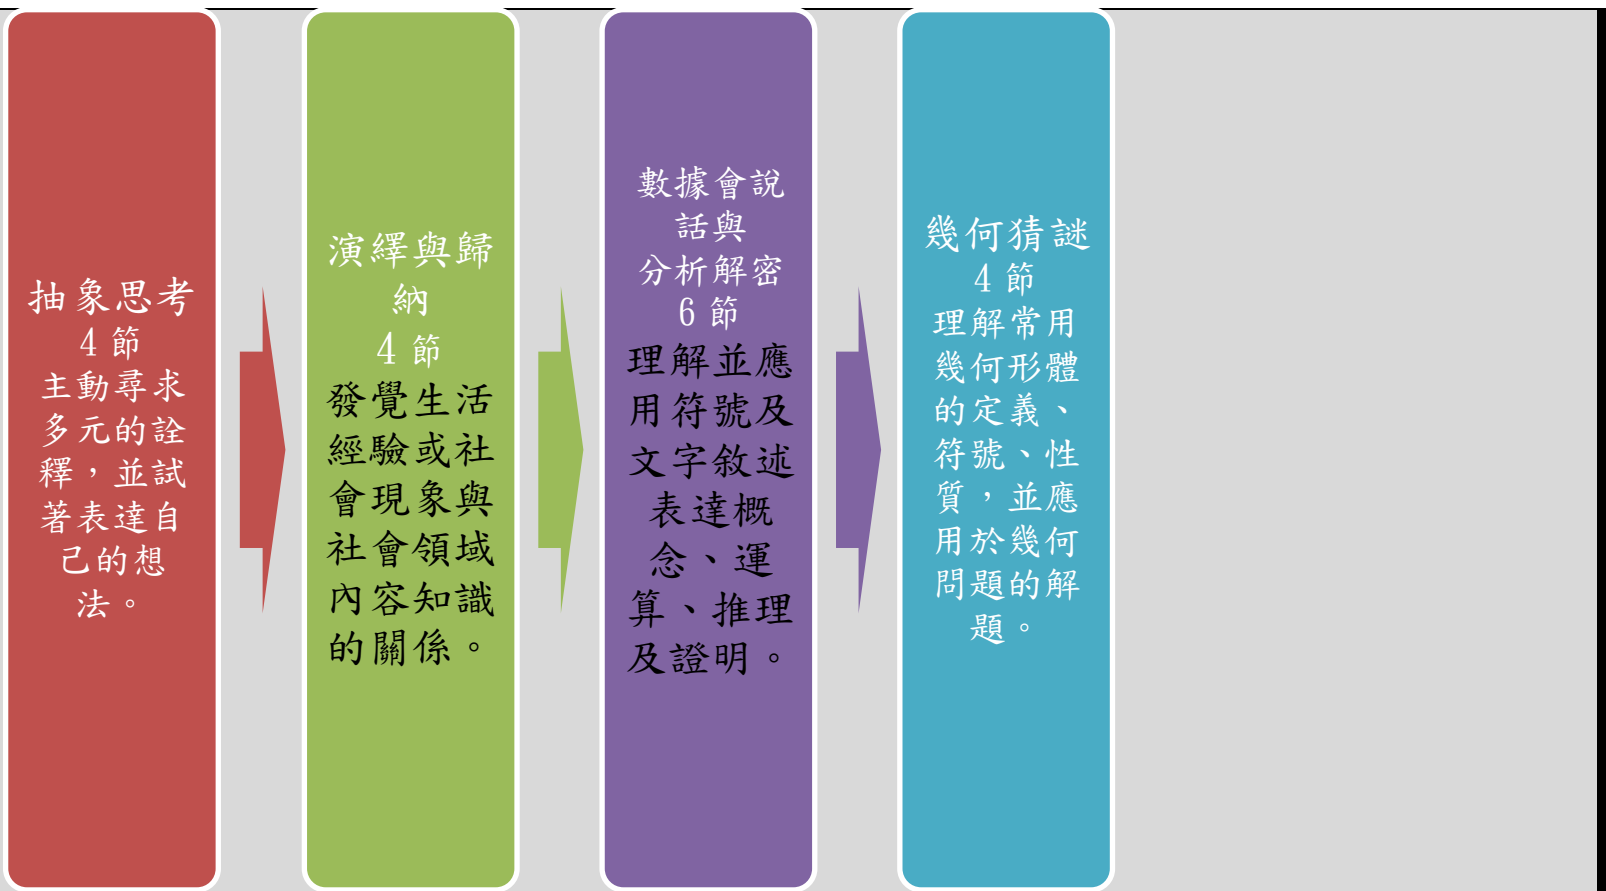 抽象思考
4 節
主動尋求
多元的詮
釋，並試
著表達自
己的想
法。
演繹與歸
納
4 節
發覺生活
經驗或社
會現象與
社會領域
內容知識
的關係。
數據會說
話與
分析解密
6 節
理解並應
用符號及
文字敘述
表達概
念、運
算、推理
及證明。
幾何猜謎
4 節
理解常用
幾何形體
的定義、
符號、性
質，並應
用於幾何
問題的解
題。